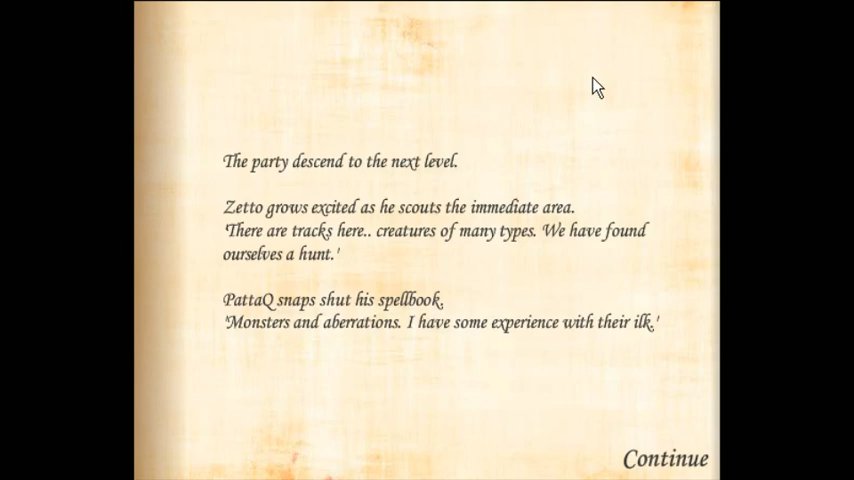 The party descend to the next level.
Zetto grows excited as he scouts the immediate area.
'There are tracks here.. creatures of many types. We have found
ourselves a hunt.'
PattaQ snaps shut his spellbook.
'Monsters and aberrations. I have some experience with their ilk.'
Continue